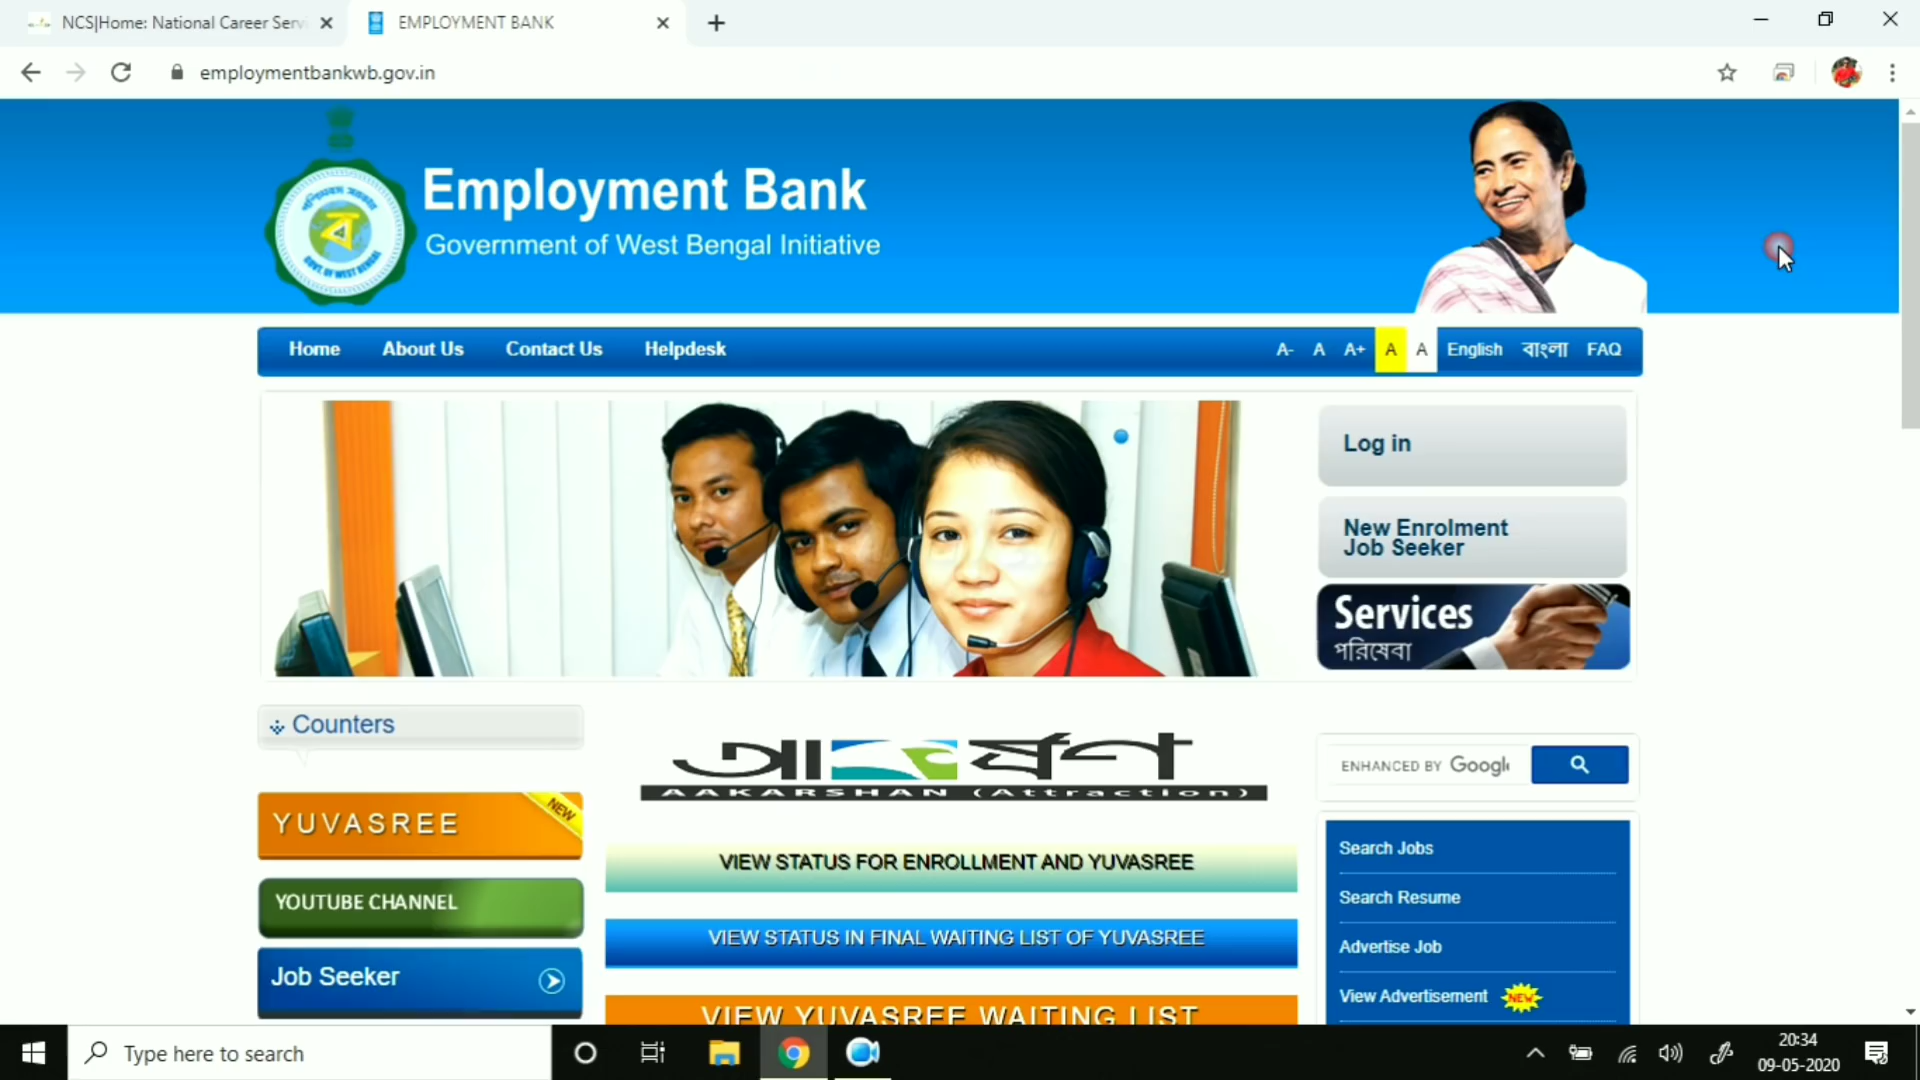 NCS|Home: National Career Serv
EMPLOYMENT BANK
employmentbankwb.gov.in
Employment Bank
Government of West Bengal Initiative
GOVT. OF WEST BENGAL
Home About Us Contact Us Helpdesk A- A A+ A A English বাংলা FAQ
Log in
New Enrolment
Job Seeker
Services
পরিষেবা
Counters
YUVASREE
NEW
YOUTUBE CHANNEL
Job Seeker
AAKARSHAN (Attraction)
VIEW STATUS FOR ENROLLMENT AND YUVASREE
VIEW STATUS IN FINAL WAITING LIST OF YUVASREE
VIEW YUVASREE WAITING LIST
ENHANCED BY Google
Search Jobs
Search Resume
Advertise Job
View Advertisement NEW
Type here to search
20:34
09-05-2020